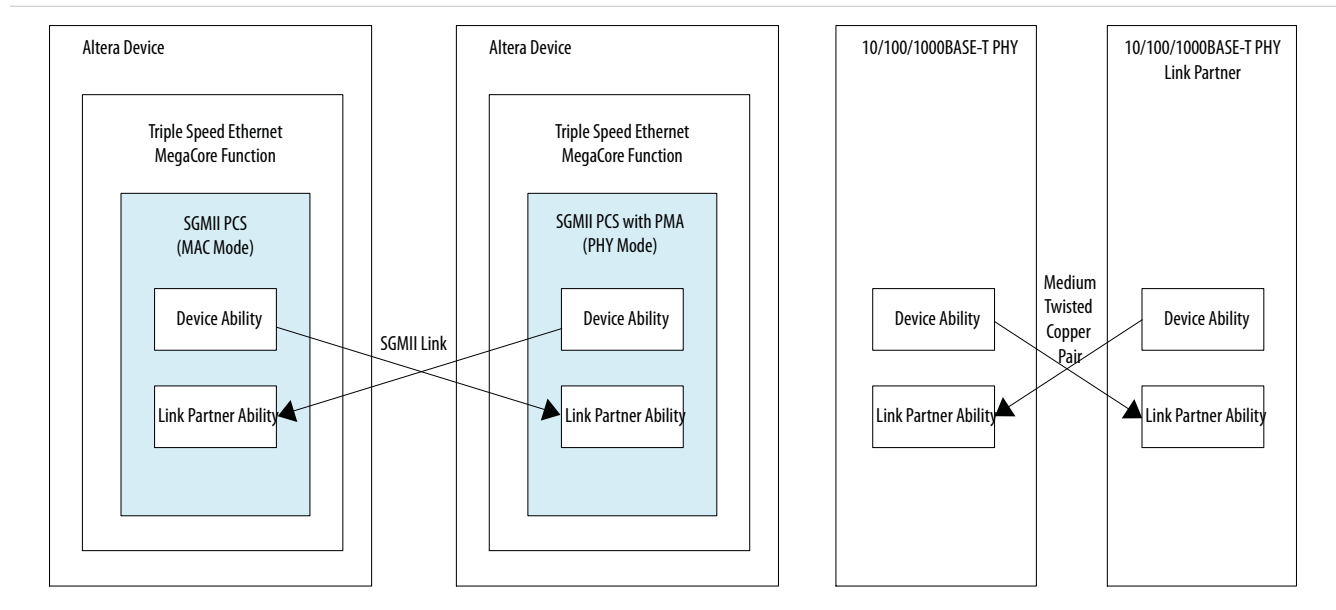 Altera Device
Triple Speed Ethernet
MegaCore Function
SGMII PCS
(MAC Mode)
Device Ability
Link Partner Ability
SGMII Link
Altera Device
Triple Speed Ethernet
MegaCore Function
SGMII PCS with PMA
(PHY Mode)
Device Ability
Link Partner Ability
10/100/1000BASE-T PHY
Device Ability
Link Partner Ability
Medium
Twisted
Copper
Pair
10/100/1000BASE-T PHY
Link Partner
Device Ability
Link Partner Ability